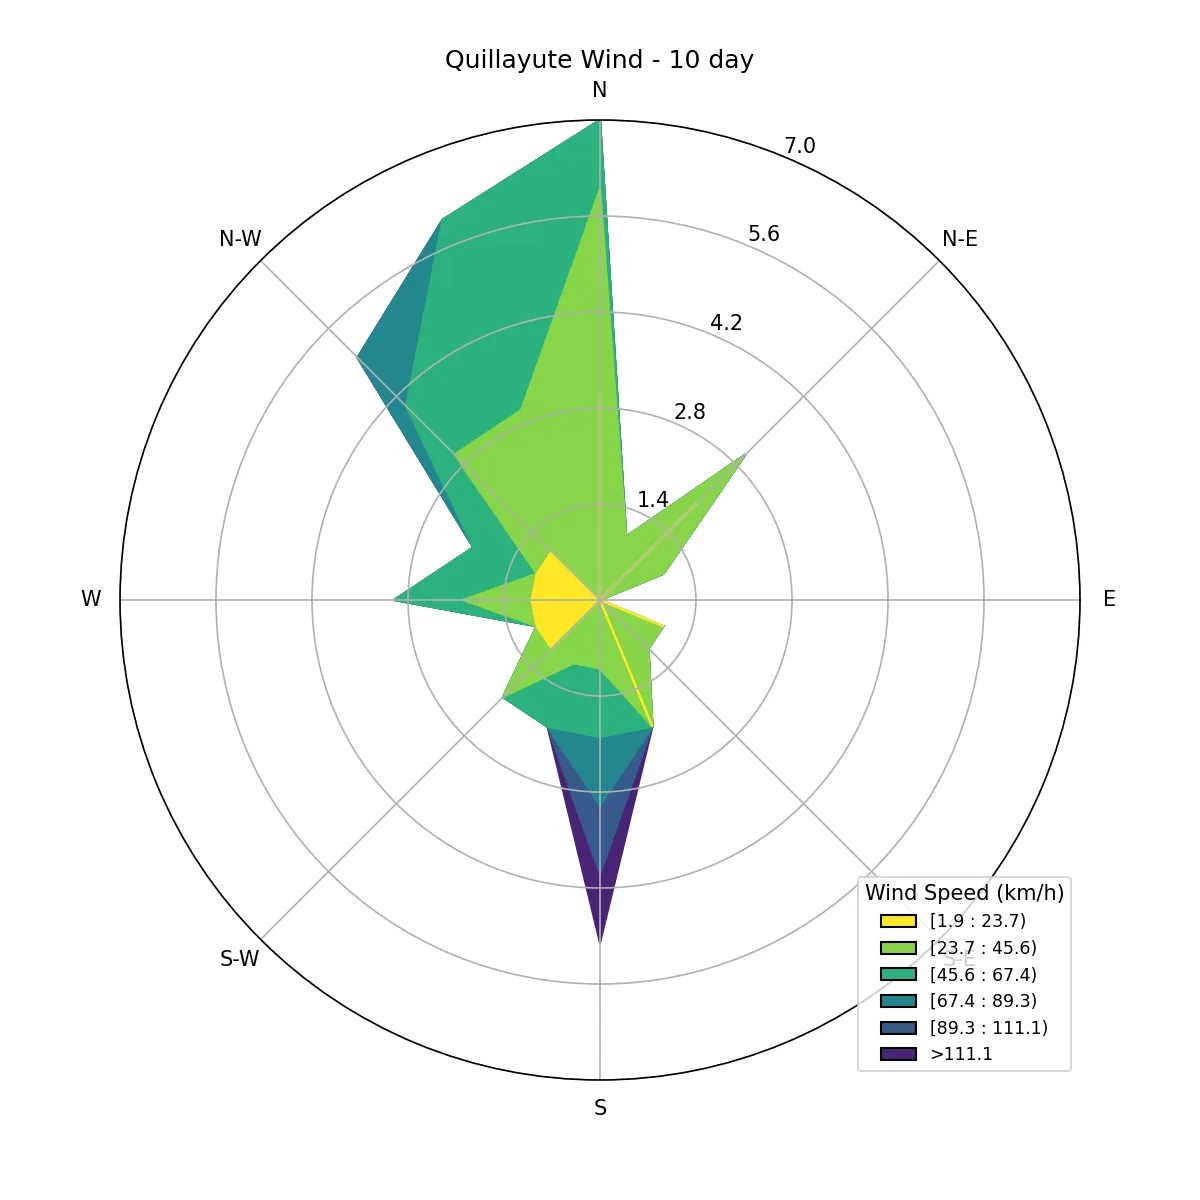 Quillayute Wind - 10 day
N
7.0
N-W
5.6
N-E
4.2
2.8
1.4
W
E
S-W
S-E
S
Wind Speed (km/h)
[1.9 : 23.7)
[23.7 : 45.6)
[45.6 : 67.4)
[67.4 : 89.3)
[89.3 : 111.1)
>111.1